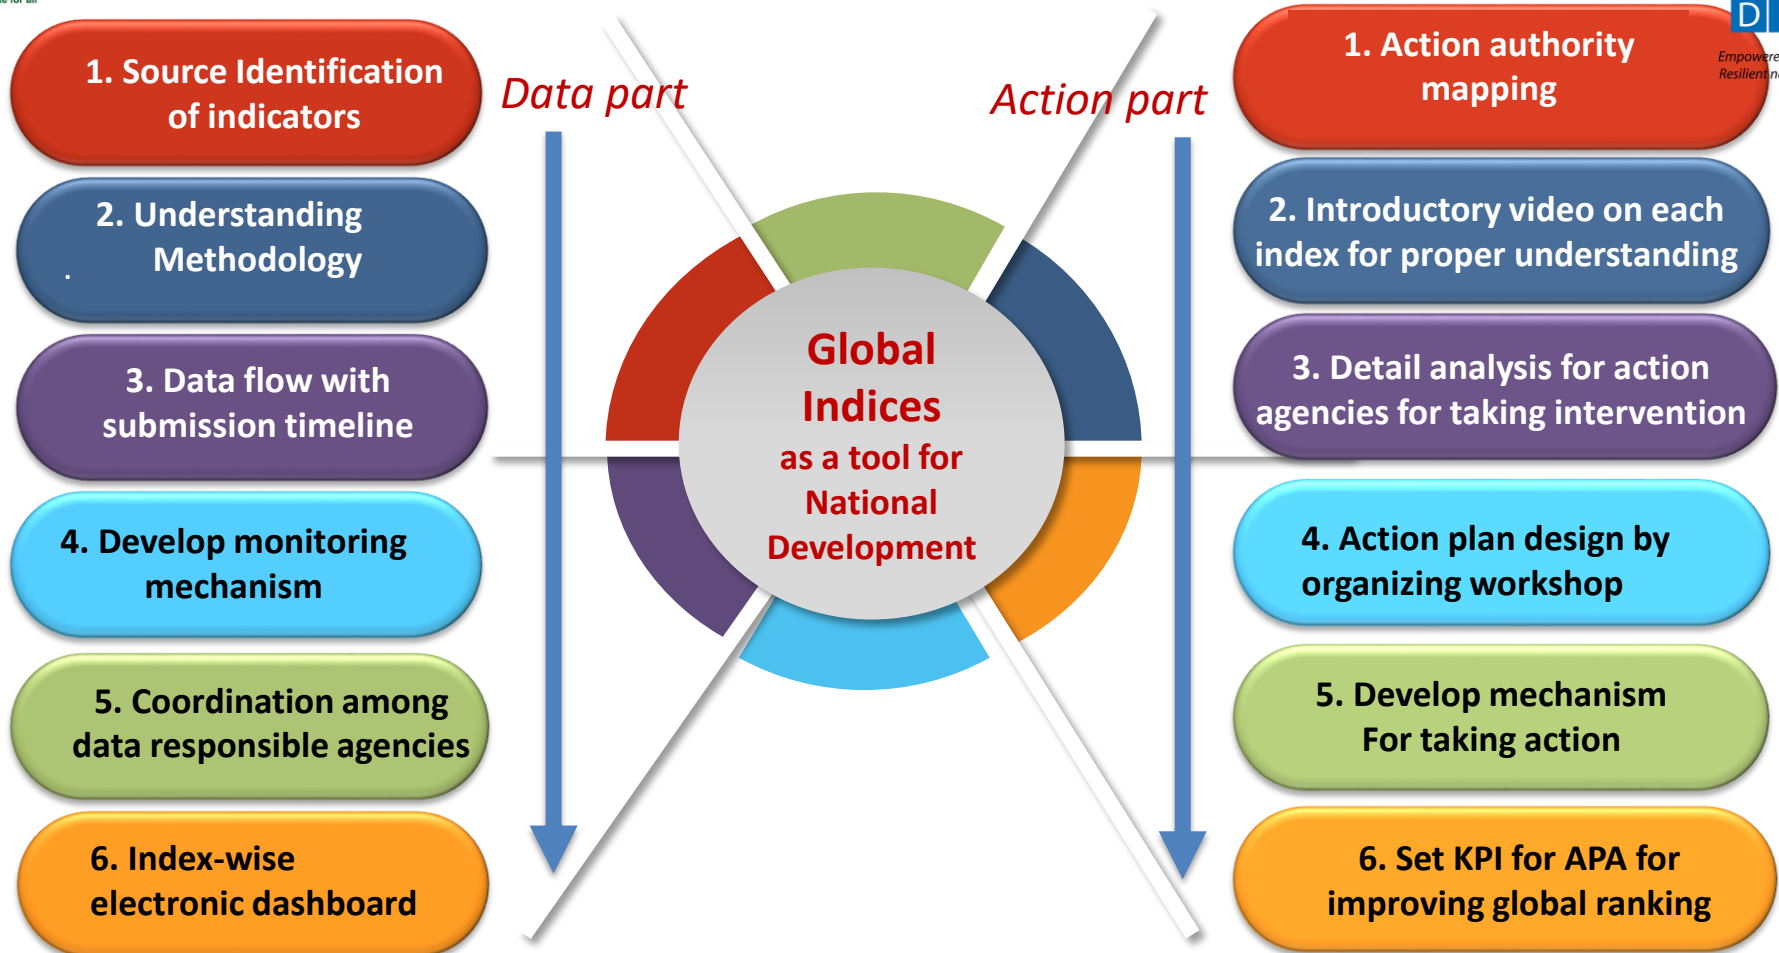 1. Source Identification
of indicators
2. Understanding
Methodology
.
3. Data flow with
submission timeline
4. Develop monitoring
mechanism
5. Coordination among
data responsible agencies
6. Index-wise
electronic dashboard
Data part
Global
Indices
as a tool for
National
Development
Action part
1. Action authority
mapping
2. Introductory video on each
index for proper understanding
3. Detail analysis for action
agencies for taking intervention
4. Action plan design by
organizing workshop
5. Develop mechanism
For taking action
6. Set KPI for APA for
improving global ranking
D
Empowere
Resilient n